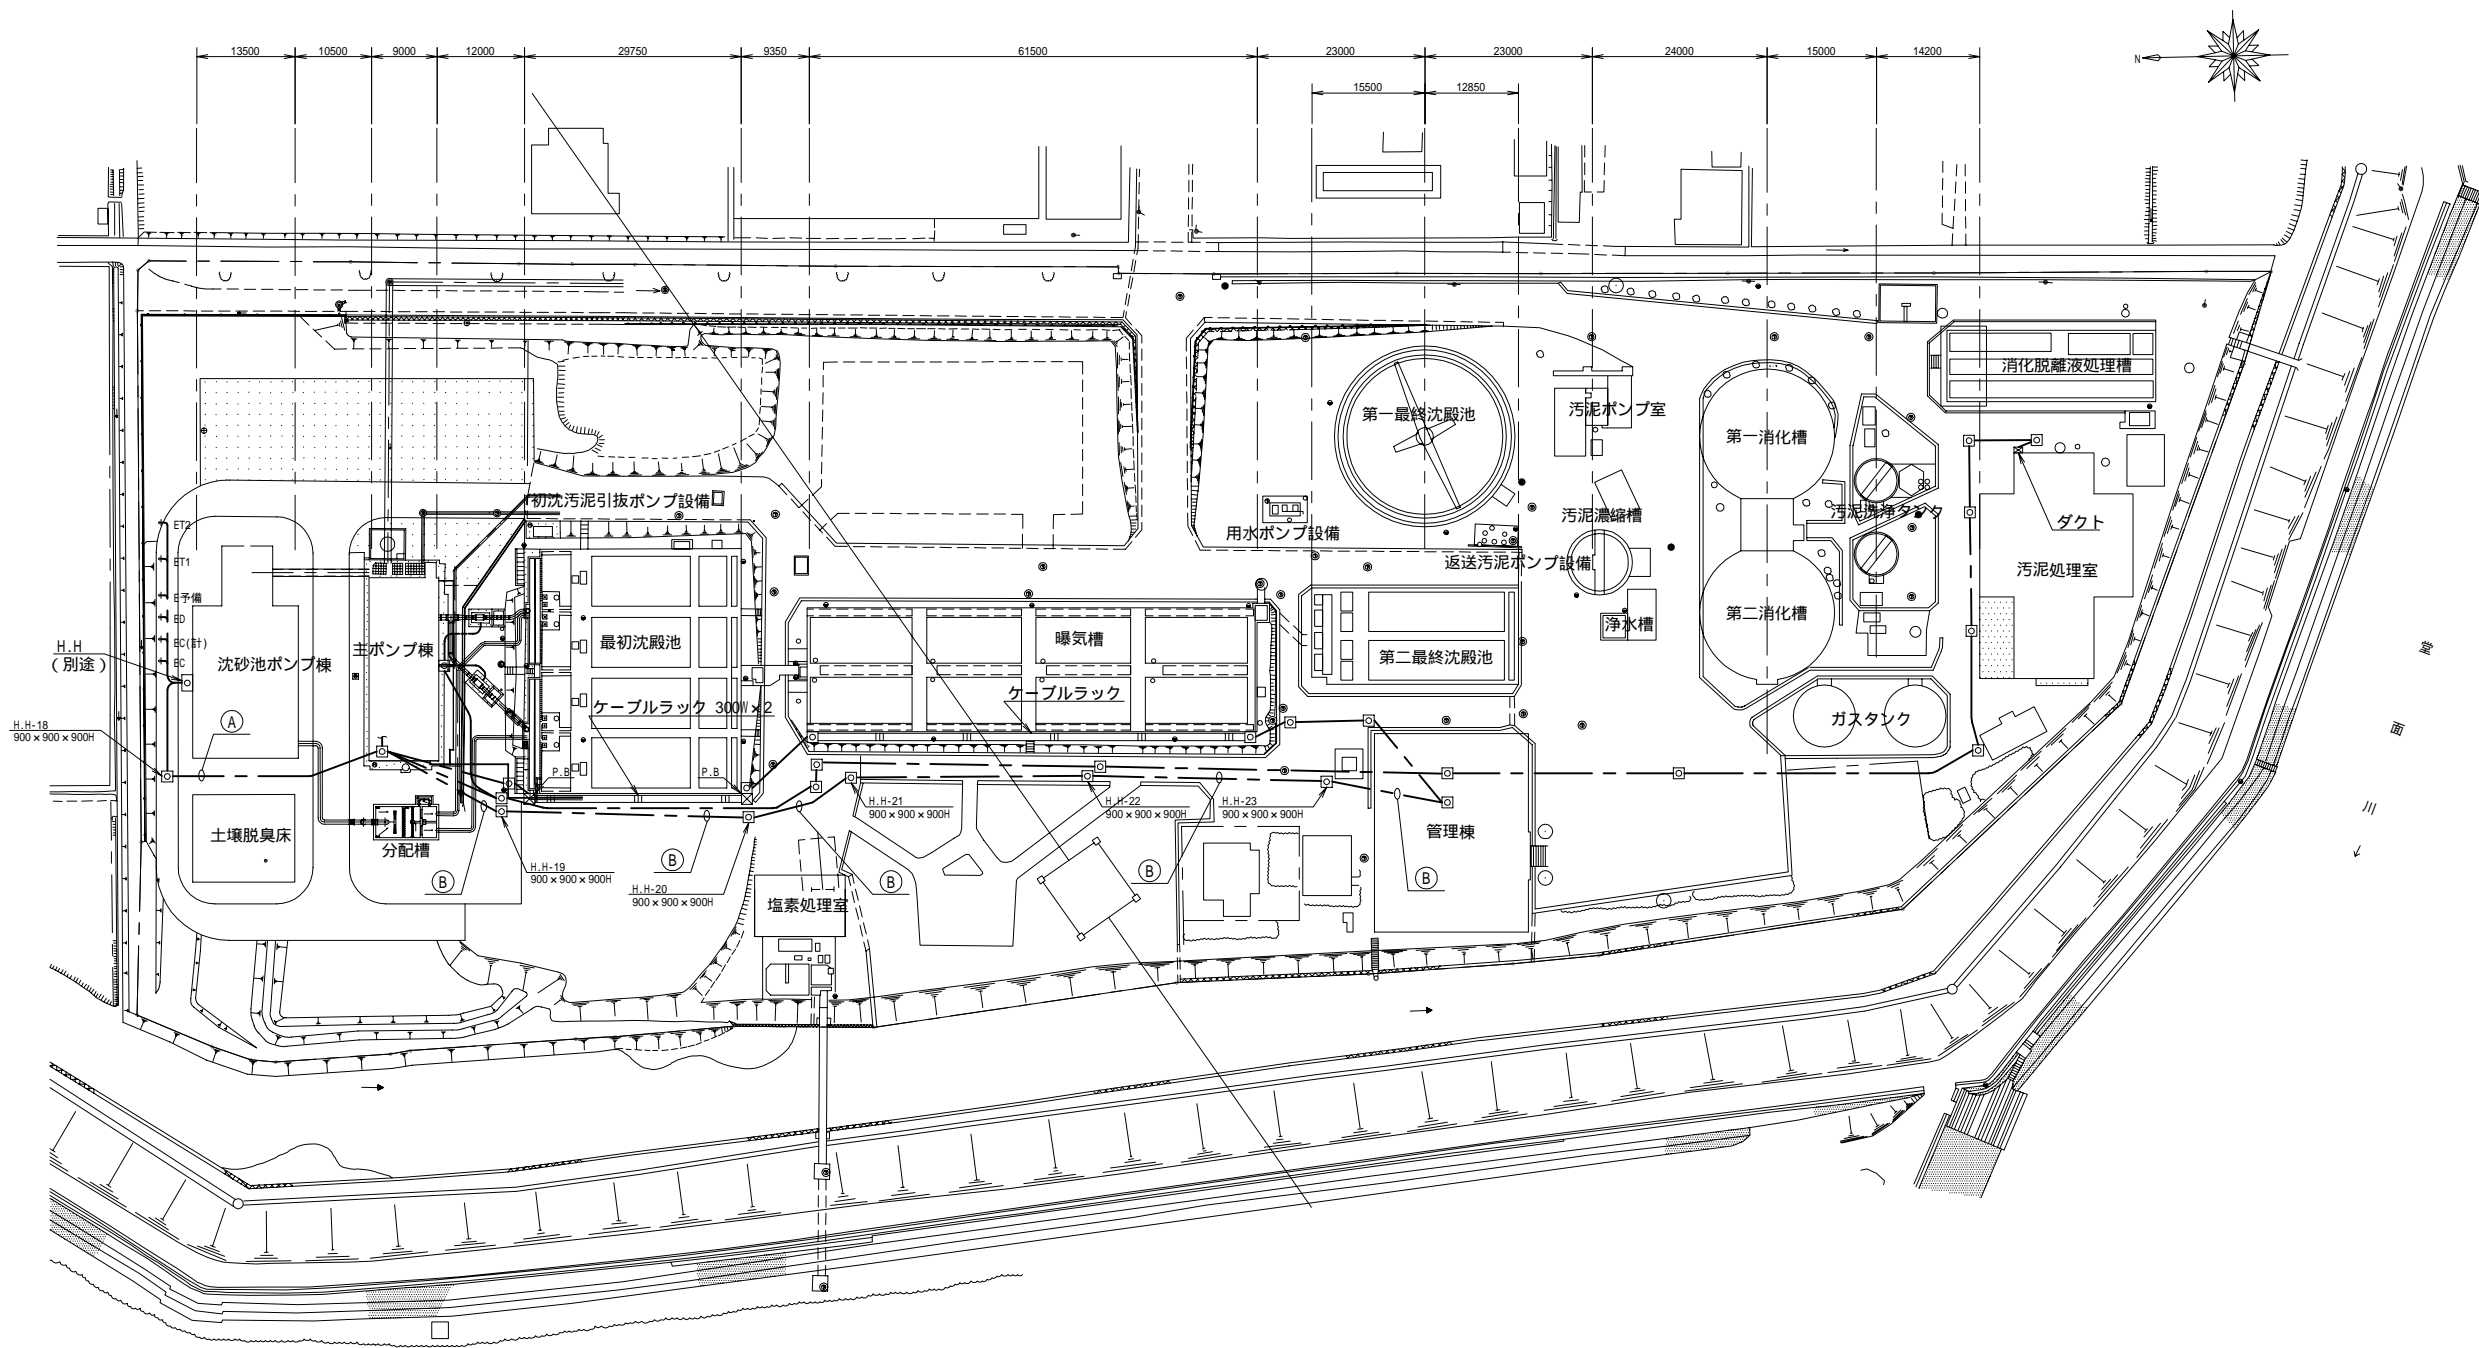 13500
10500
9000
12000
29750
9350
61500
23000
23000
24000
15000
14200
15500
12850
N
消化脱離液処理槽
第一最終沈殿池
汚泥ポンプ室
第一消化槽
初沈汚泥引抜ポンプ設備
用水ポンプ設備
汚泥濃縮槽
汚泥洗浄タンク
ダクト
ET2
ET1
E予備
ED
EC(計)
EC
返送汚泥ポンプ設備
汚泥処理室
第二消化槽
浄水槽
H.H
(別途)
沈砂池ポンプ棟
主ポンプ棟
最初沈殿池
曝気槽
第二最終沈殿池
堂
面
川
ケーブルラック
ケーブルラック 300W×2
ガスタンク
H.H-18
900×900×900H
A
P.B
P.B
H.H-21
900×900×900H
H.H-22
900×900×900H
H.H-23
900×900×900H
土壌脱臭床
分配槽
管理棟
B
H.H-19
900×900×900H
B
H.H-20
900×900×900H
B
B
B
塩素処理室